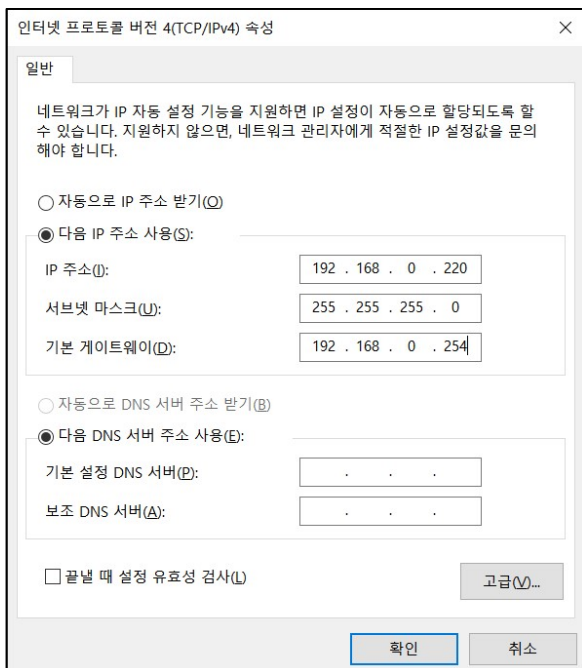 인터넷 프로토콜 버전 4(TCP/IPv4) 속성
일반
네트워크가 IP 자동 설정 기능을 지원하면 IP 설정이 자동으로 할당되도록 할
수 있습니다. 지원하지 않으면, 네트워크 관리자에게 적절한 IP 설정값을 문의
해야 합니다.
자동으로 IP 주소 받기(O)
다음 IP 주소 사용(S):
IP 주소(I): 192 . 168 . 0 . 220
서브넷 마스크(U): 255 . 255 . 255 . 0
기본 게이트웨이(D): 192 . 168 . 0 . 254
자동으로 DNS 서버 주소 받기(B)
다음 DNS 서버 주소 사용(E):
기본 설정 DNS 서버(P): . . .
보조 DNS 서버(A): . . .
끝낼 때 설정 유효성 검사(L) 고급(V)...
확인 취소